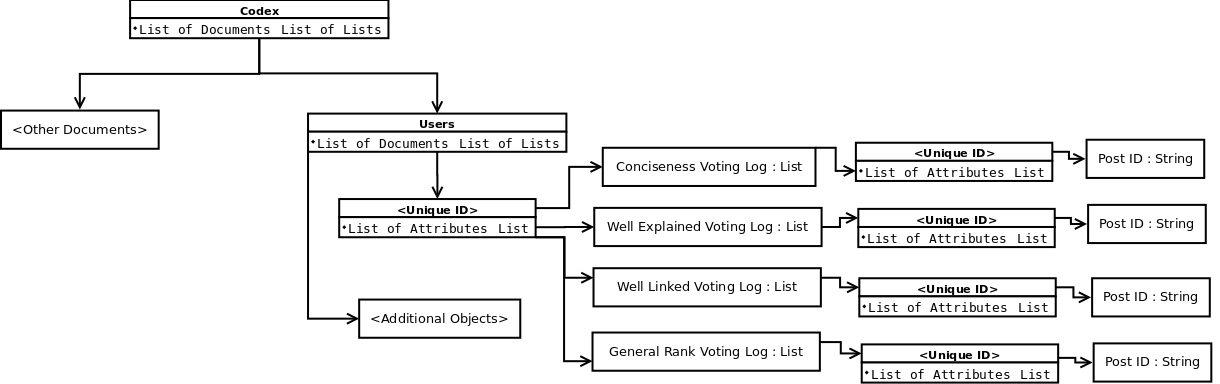 Codex
*List of Documents List of Lists
<Other Documents>
Users
*List of Documents List of Lists
<Unique ID>
*List of Attributes List
<Additional Objects>
Conciseness Voting Log : List
<Unique ID>
*List of Attributes List
Post ID : String
Well Explained Voting Log : List
<Unique ID>
*List of Attributes List
Post ID : String
Well Linked Voting Log : List
<Unique ID>
*List of Attributes List
Post ID : String
General Rank Voting Log : List
<Unique ID>
*List of Attributes List
Post ID : String